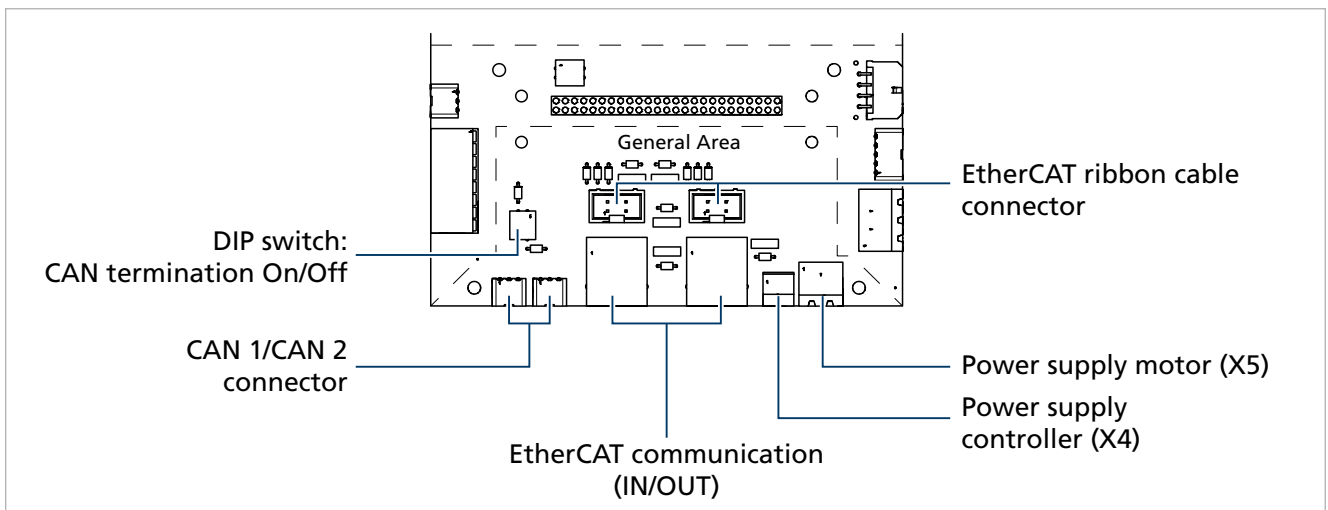 General Area
EtherCAT ribbon cable
connector
DIP switch:
CAN termination On/Off
CAN 1/CAN 2
connector
Power supply motor (X5)
Power supply
controller (X4)
EtherCAT communication
(IN/OUT)